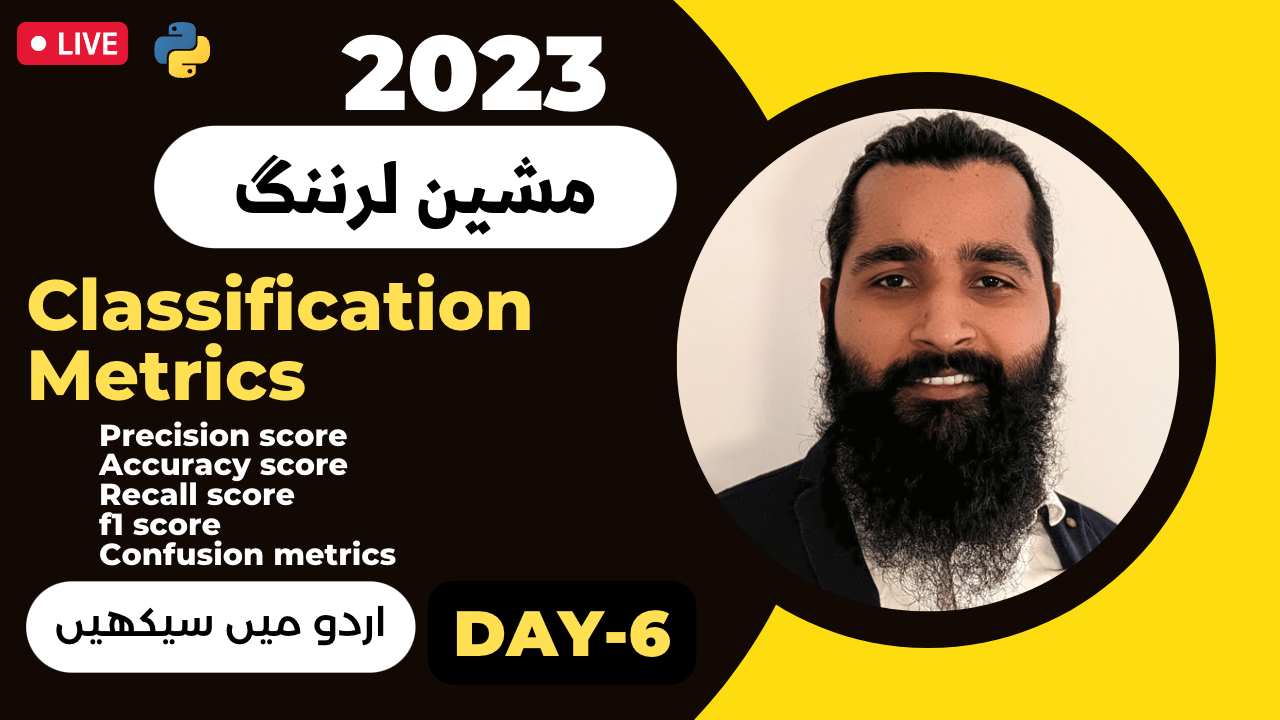 LIVE
2023
مشین لرننگ
Classification
Metrics
Precision score
Accuracy score
Recall score
f1 score
Confusion metrics
اردو میں سیکھیں
DAY-6